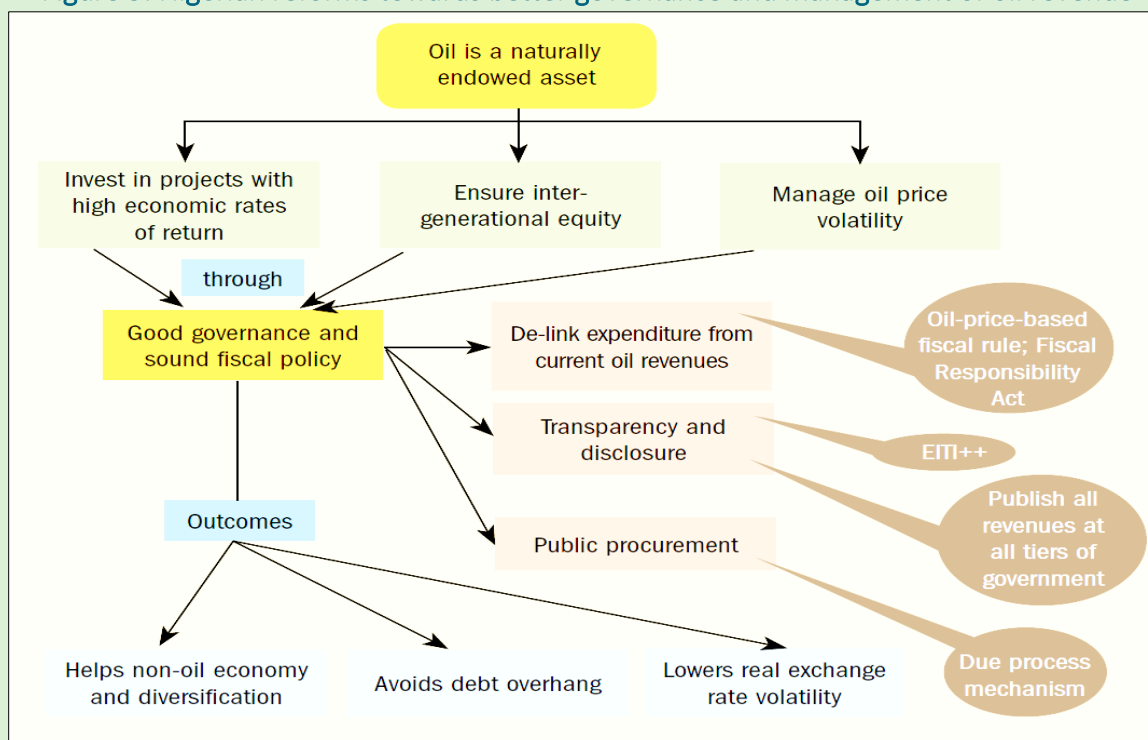 Oil is a naturally
endowed asset
Invest in projects with
high economic rates
of return
Ensure inter-
generational equity
Manage oil price
volatility
through
Good governance and
sound fiscal policy
De-link expenditure from
current oil revenues
Oil-price-based
fiscal rule; Fiscal
Responsibility
Act
Transparency and
disclosure
EITI++
Publish all
revenues at
all tiers of
government
Outcomes
Public procurement
Due process
mechanism
Helps non-oil economy
and diversification
Avoids debt overhang
Lowers real exchange
rate volatility